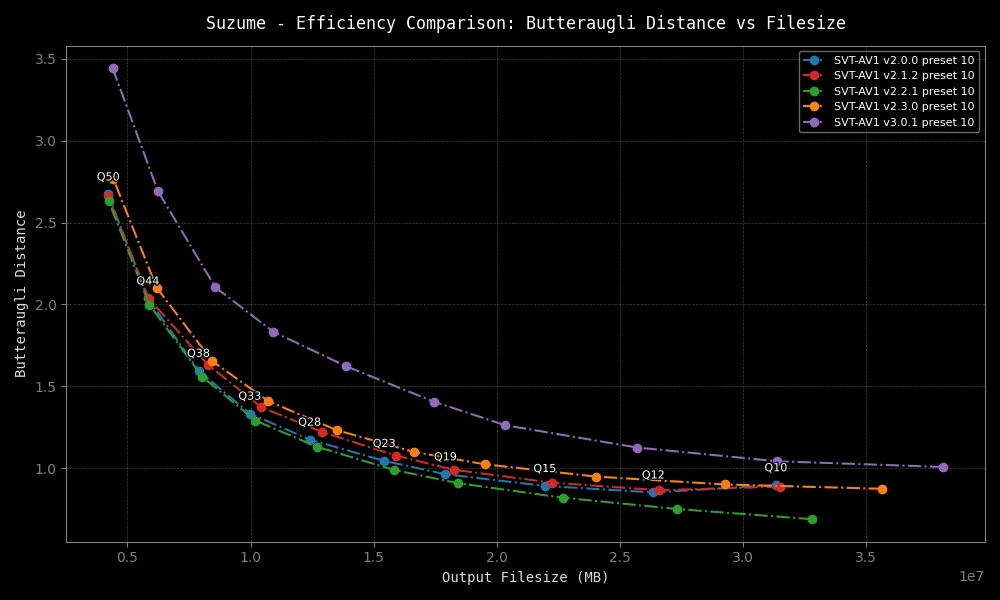 Suzume - Efficiency Comparison: Butteraugli Distance vs Filesize
SVT-AV1 v2.0.0 preset 10
SVT-AV1 v2.1.2 preset 10
SVT-AV1 v2.2.1 preset 10
SVT-AV1 v2.3.0 preset 10
SVT-AV1 v3.0.1 preset 10
Butteraugli Distance
3.5
3.0
2.5
2.0
1.5
1.0
Q50
Q44
Q38
Q33
Q28
Q23
Q19
Q15
Q12
Q10
0.5
1.0
1.5
2.0
2.5
3.0
3.5
1e7
Output Filesize (MB)